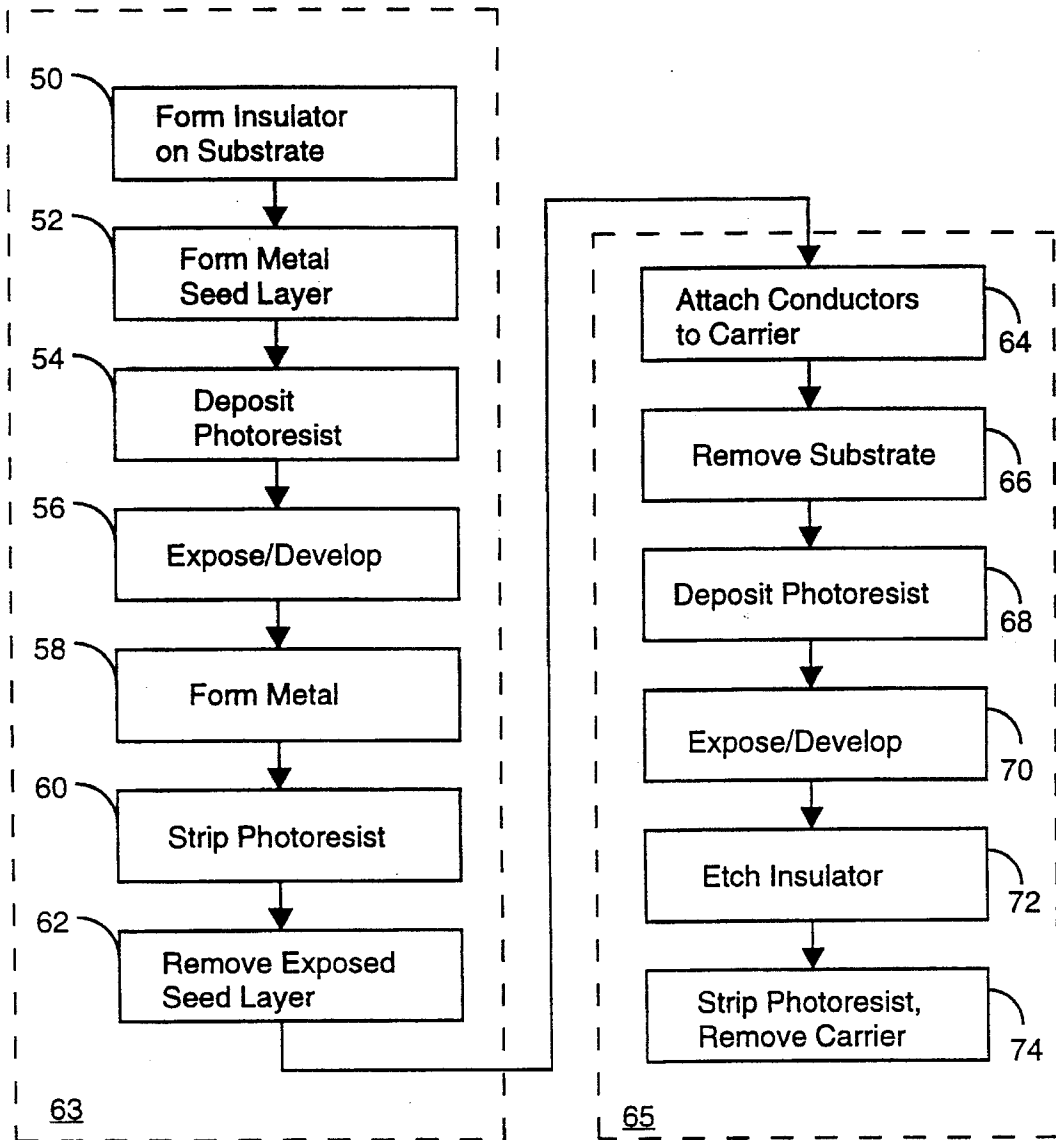 50
Form Insulator
on Substrate
52
Form Metal
Seed Layer
54
Deposit
Photoresist
56
Expose/Develop
58
Form Metal
60
Strip Photoresist
62
Remove Exposed
Seed Layer
63
Attach Conductors
to Carrier
64
Remove Substrate
66
Deposit Photoresist
68
Expose/Develop
70
Etch Insulator
72
Strip Photoresist,
Remove Carrier
74
65